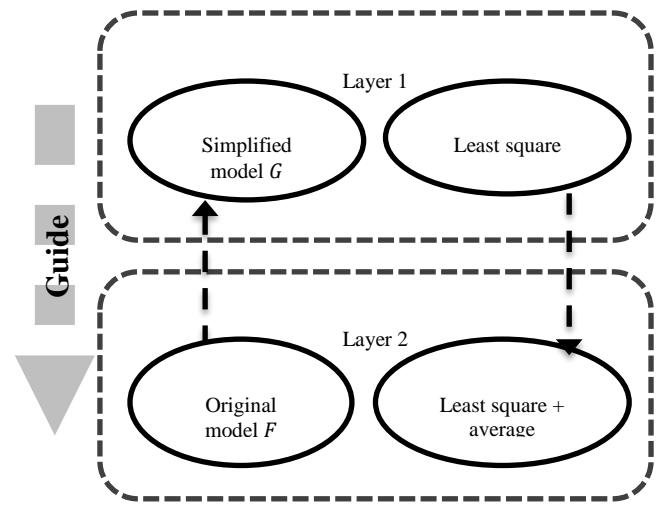 Layer 1
Simplified
model G
Least square
Guide
Layer 2
Original
model F
Least square +
average